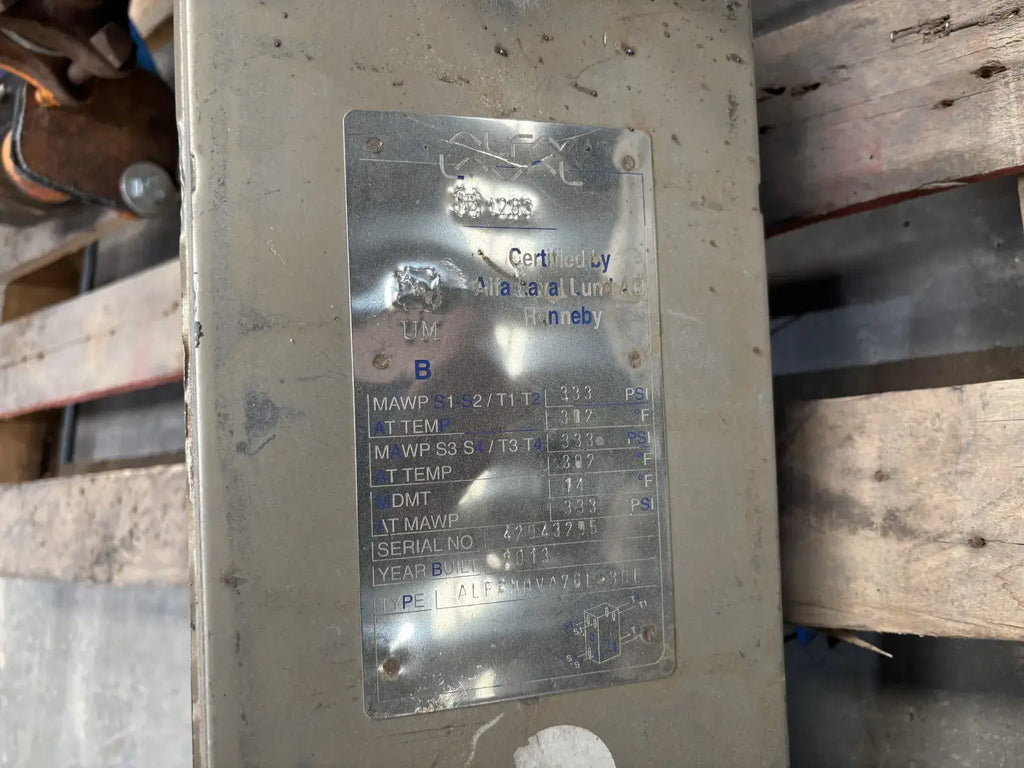 ALFA
LAVAL
Certified by
Alfa Laval Lund AB
Ronneby
UM
B
MAWP S1 S2 / T1 T2 333 PSI
AT TEMP 302 °F
MAWP S3 S4 / T3 T4 333 PSI
AT TEMP 302 °F
MDMT 14 °F
AT MAWP 333 PSI
SERIAL NO
YEAR BUILT 2013
TYPE